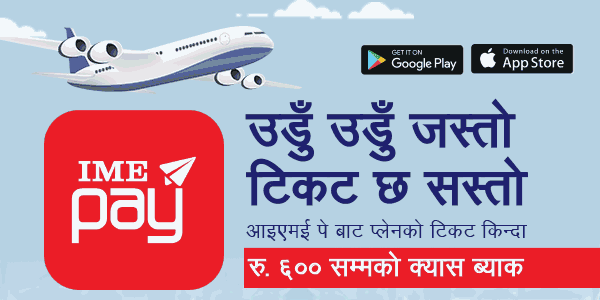 GET IT ON
Google Play
Download on the
App Store
IME
pay
उडुँ उडुँ जस्तो
टिकट छ सस्तो
आइएमई पे बाट प्लेनको टिकट किन्दा
रु. ६०० सम्मको क्यास ब्याक